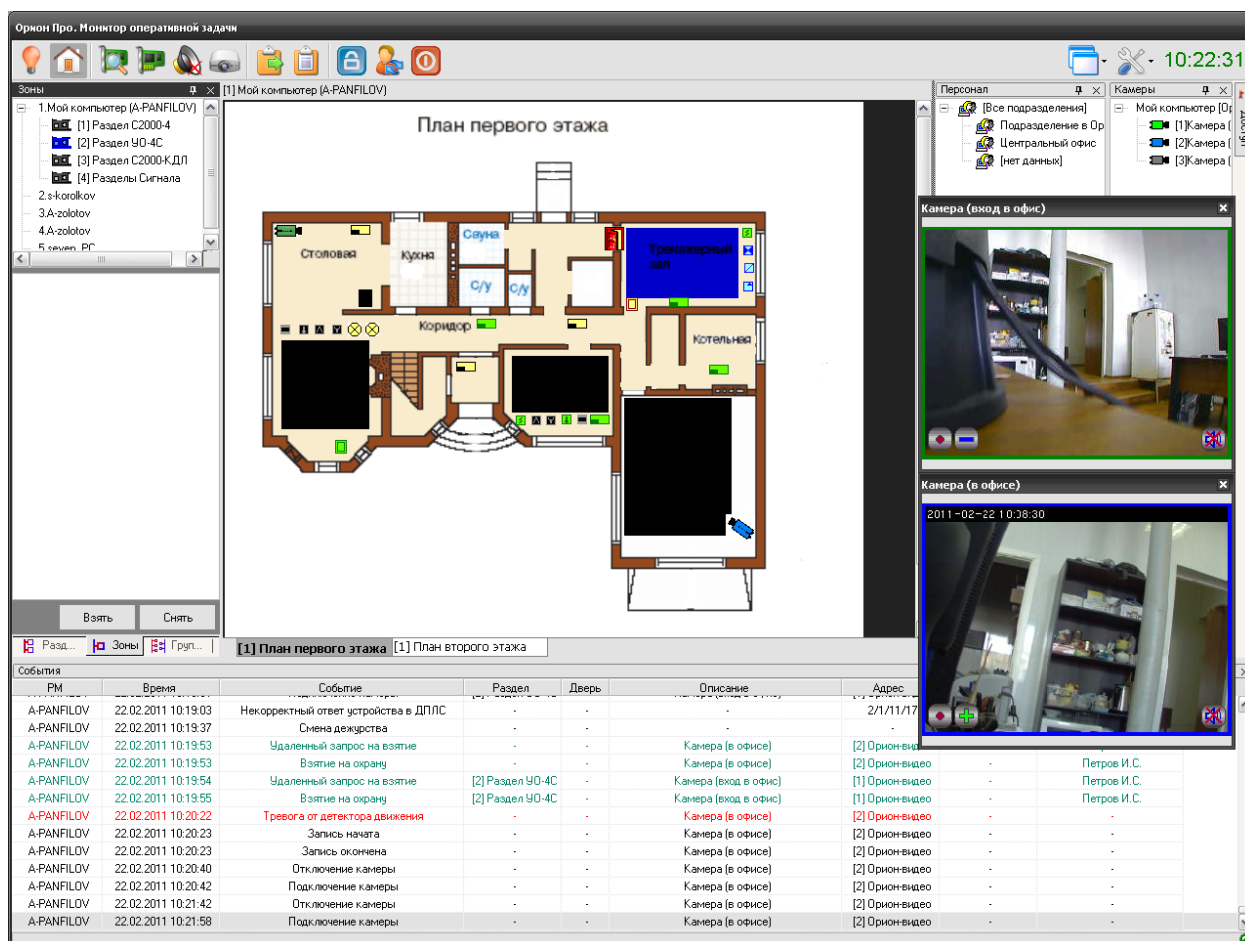 Орион Про. Монитор оперативной задачи
10:22:31
Зоны
1.Мой компьютер (A-PANFILOV)
[1] Раздел С2000-4
[2] Раздел УО-4С
[3] Раздел С2000-КДЛ
[4] Разделы Сигнала
2.s-korolkov
3.A-zolotov
4.A-zolotov
5.seven_PC
Взять Снять
Разд... Зоны Груп...
[1] Мой компьютер (A-PANFILOV)
План первого этажа
Столовая
Кухня
Сауна
С/у
С/у
Тренажерный
зал
Коридор
Котельная
[1] План первого этажа [1] План второго этажа
Персонал
[Все подразделения]
Подразделение в Ор
Центральный офис
[нет данных]
Камеры
Мой компьютер [Ор
[1]Камера (
[2]Камера (
[3]Камера (
Доступ
Камера (вход в офис)
Камера (в офисе)
2011-02-22 10:38:30
События
РМ Время Событие Раздел Дверь Описание Адрес
A-PANFILOV 22.02.2011 10:19:03 Некорректный ответ устройства в ДПЛС - - - 2/1/11/17
A-PANFILOV 22.02.2011 10:19:37 Смена дежурства - - - -
A-PANFILOV 22.02.2011 10:19:53 Удаленный запрос на взятие - - Камера (в офисе) [2] Орион-вид
A-PANFILOV 22.02.2011 10:19:53 Взятие на охрану - - Камера (в офисе) [2] Орион-видео - Петров И.С.
A-PANFILOV 22.02.2011 10:19:54 Удаленный запрос на взятие [2] Раздел УО-4С - Камера (вход в офис) [1] Орион-видео - Петров И.С.
A-PANFILOV 22.02.2011 10:19:55 Взятие на охрану [2] Раздел УО-4С - Камера (вход в офис) [1] Орион-видео - Петров И.С.
A-PANFILOV 22.02.2011 10:20:22 Тревога от детектора движения - - Камера (в офисе) [2] Орион-видео - -
A-PANFILOV 22.02.2011 10:20:23 Запись начата - - Камера (в офисе) [2] Орион-видео - -
A-PANFILOV 22.02.2011 10:20:23 Запись окончена - - Камера (в офисе) [2] Орион-видео - -
A-PANFILOV 22.02.2011 10:20:40 Отключение камеры - - Камера (в офисе) [2] Орион-видео - -
A-PANFILOV 22.02.2011 10:20:42 Подключение камеры - - Камера (в офисе) [2] Орион-видео - -
A-PANFILOV 22.02.2011 10:21:42 Отключение камеры - - Камера (в офисе) [2] Орион-видео - -
A-PANFILOV 22.02.2011 10:21:58 Подключение камеры - - Камера (в офисе) [2] Орион-видео - -